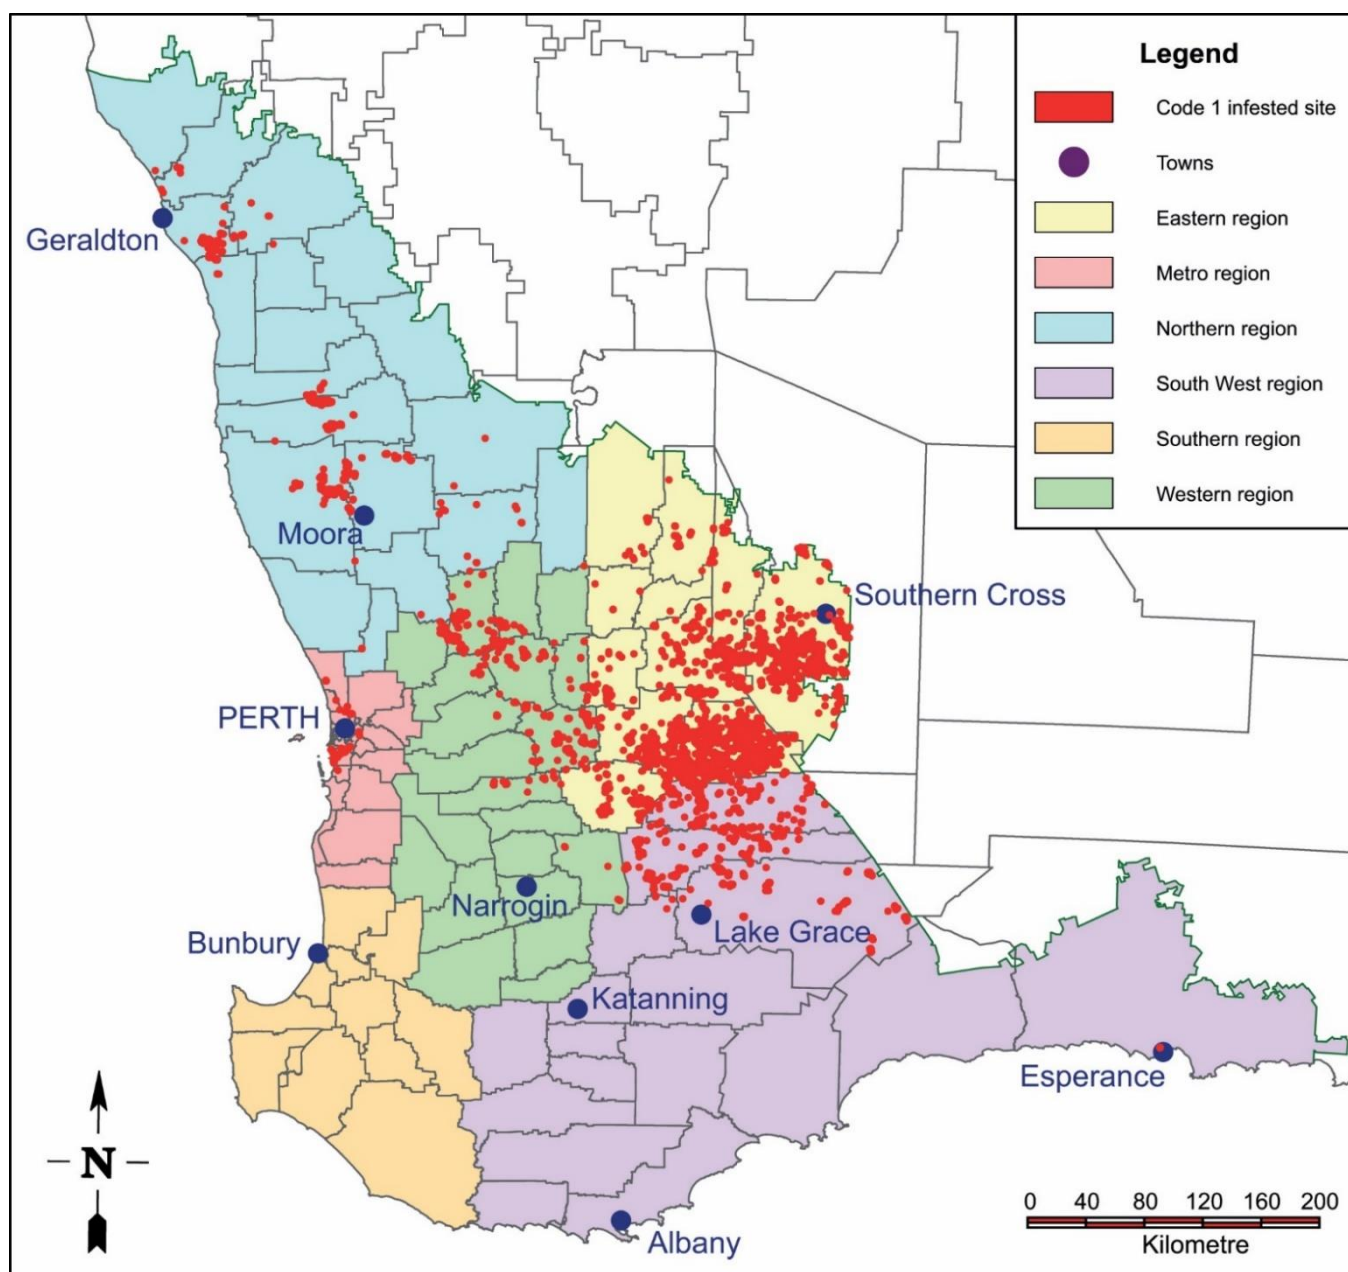 Legend
Code 1 infested site
Towns
Eastern region
Metro region
Northern region
South West region
Southern region
Western region
Geraldton
Moora
Southern Cross
PERTH
Narrogin
Lake Grace
Bunbury
Katanning
Esperance
Albany
N
0 40 80 120 160 200
Kilometre